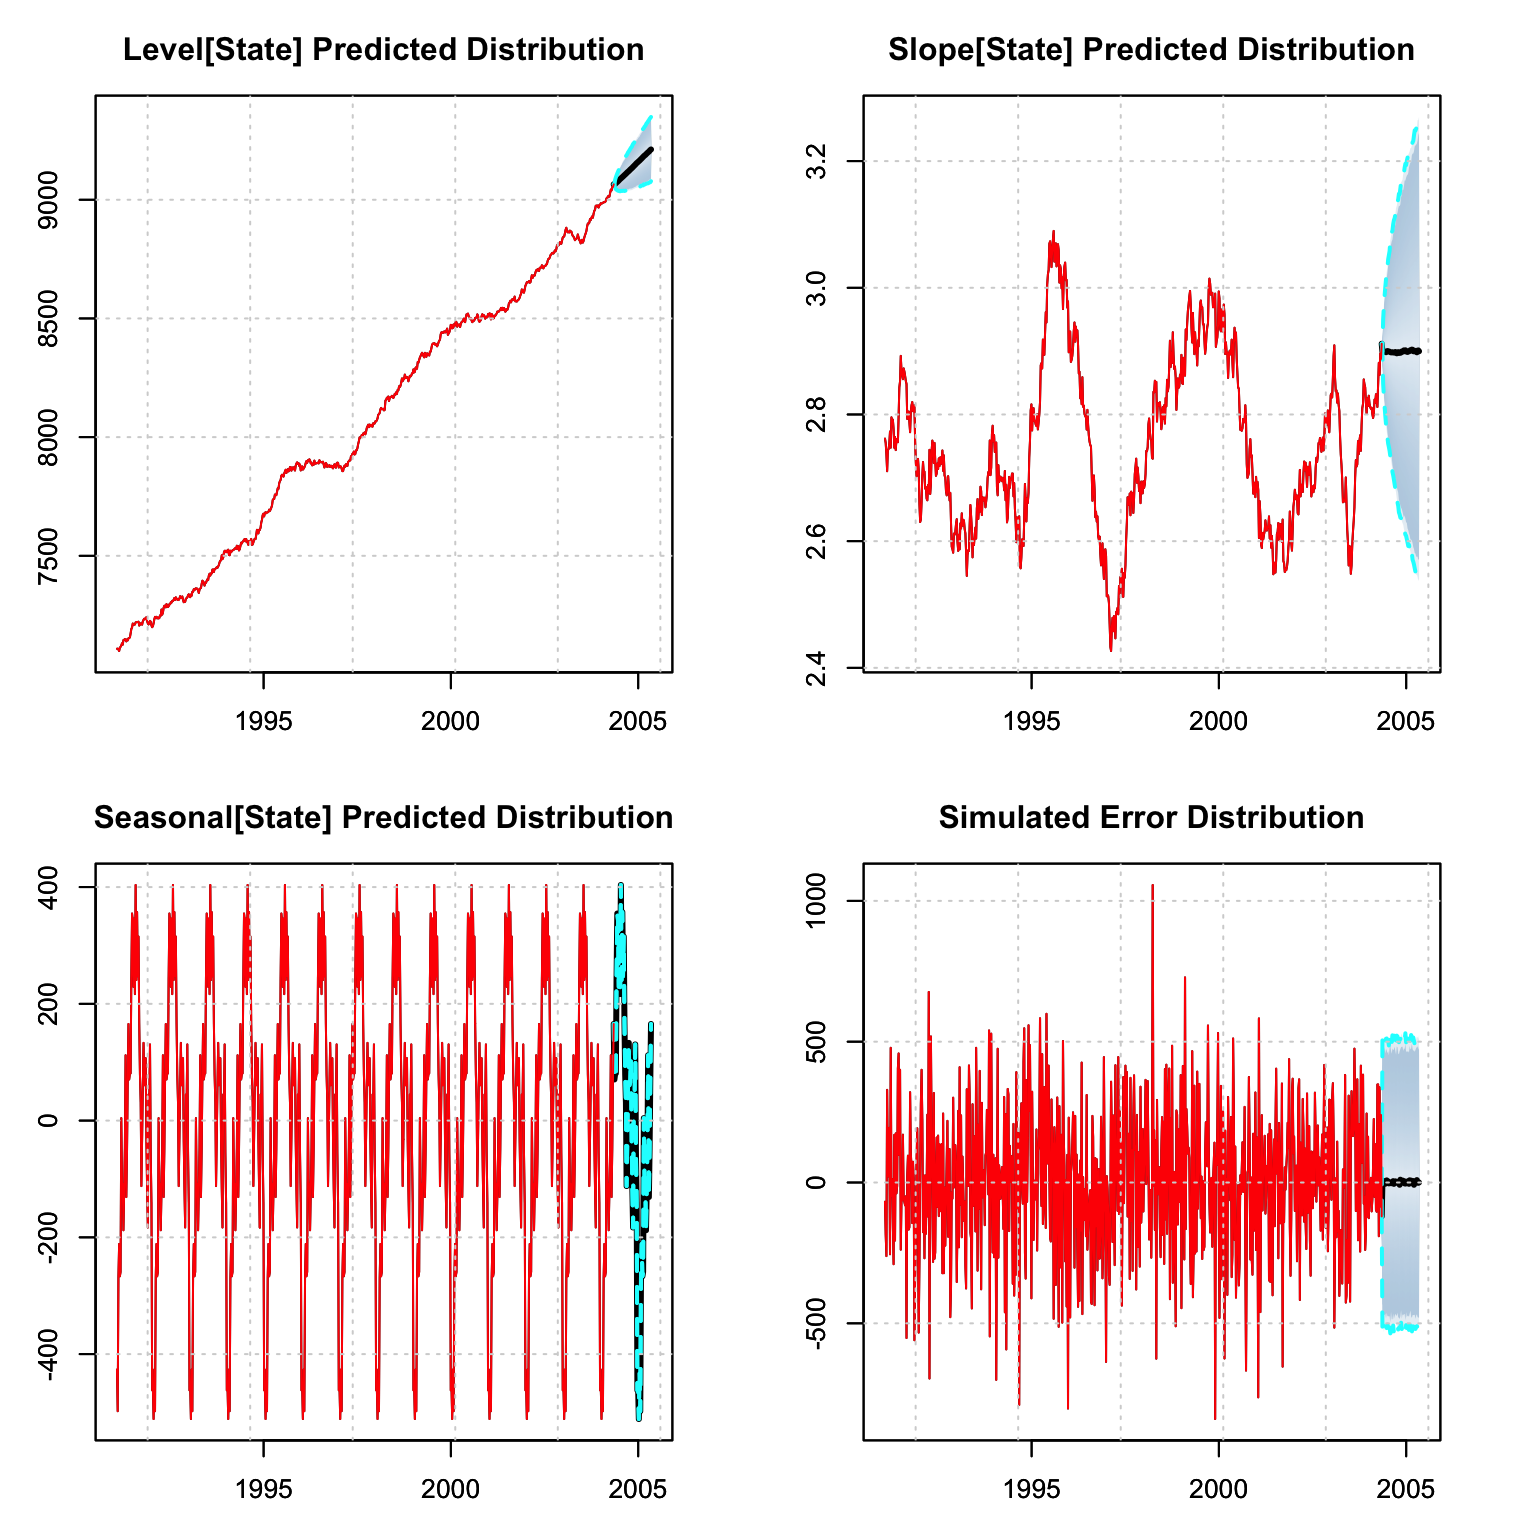 Level[State] Predicted Distribution
9000
8500
8000
7500
1995 2000 2005
Slope[State] Predicted Distribution
3.2
3.0
2.8
2.6
2.4
1995 2000 2005
Seasonal[State] Predicted Distribution
400
200
0
-200
-400
1995 2000 2005
Simulated Error Distribution
1000
500
0
-500
1995 2000 2005